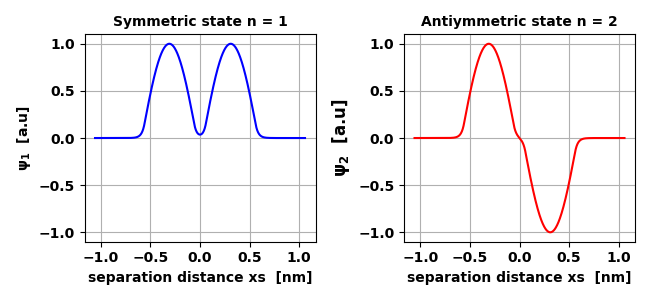 Symmetric state n = 1
ψ1 [a.u]
1.0
0.5
0.0
−0.5
−1.0
−1.0 −0.5 0.0 0.5 1.0
separation distance xs [nm]
Antiymmetric state n = 2
ψ2 [a.u]
1.0
0.5
0.0
−0.5
−1.0
−1.0 −0.5 0.0 0.5 1.0
separation distance xs [nm]